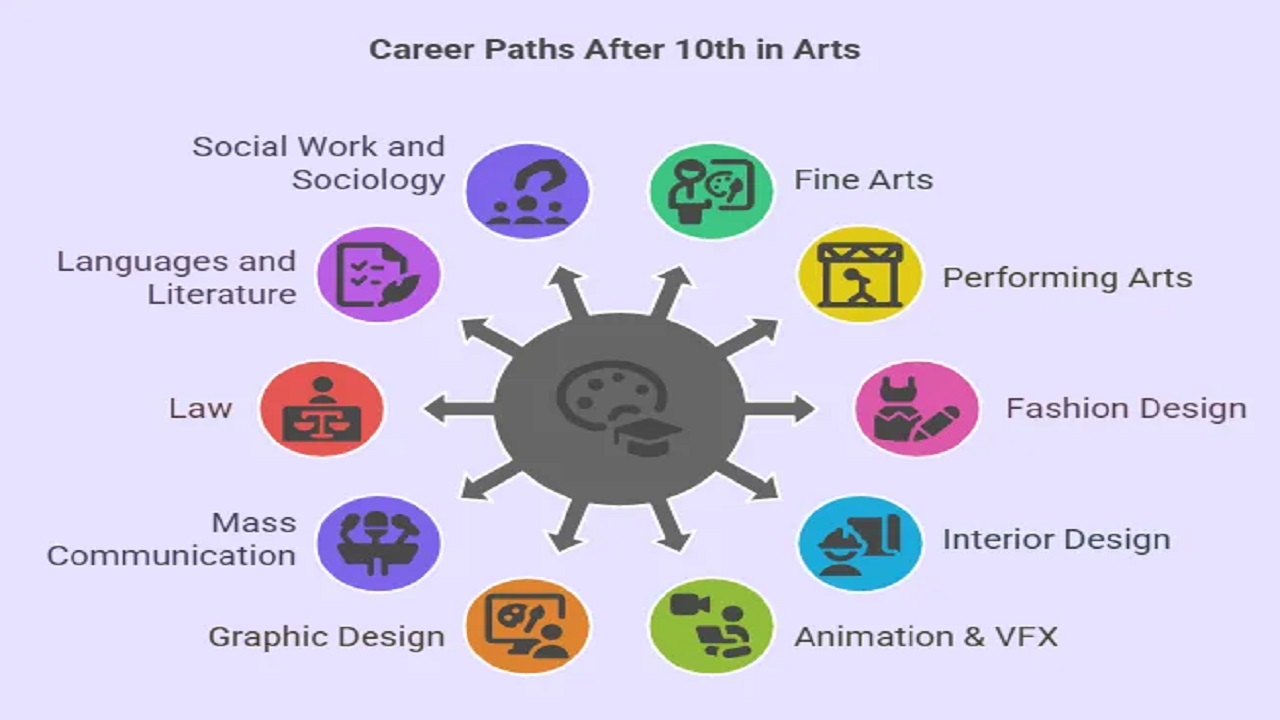 Career Paths After 10th in Arts
Social Work and
Sociology
Fine Arts
Languages and
Literature
Performing Arts
Law
Fashion Design
Mass
Communication
Interior Design
Graphic Design
Animation & VFX